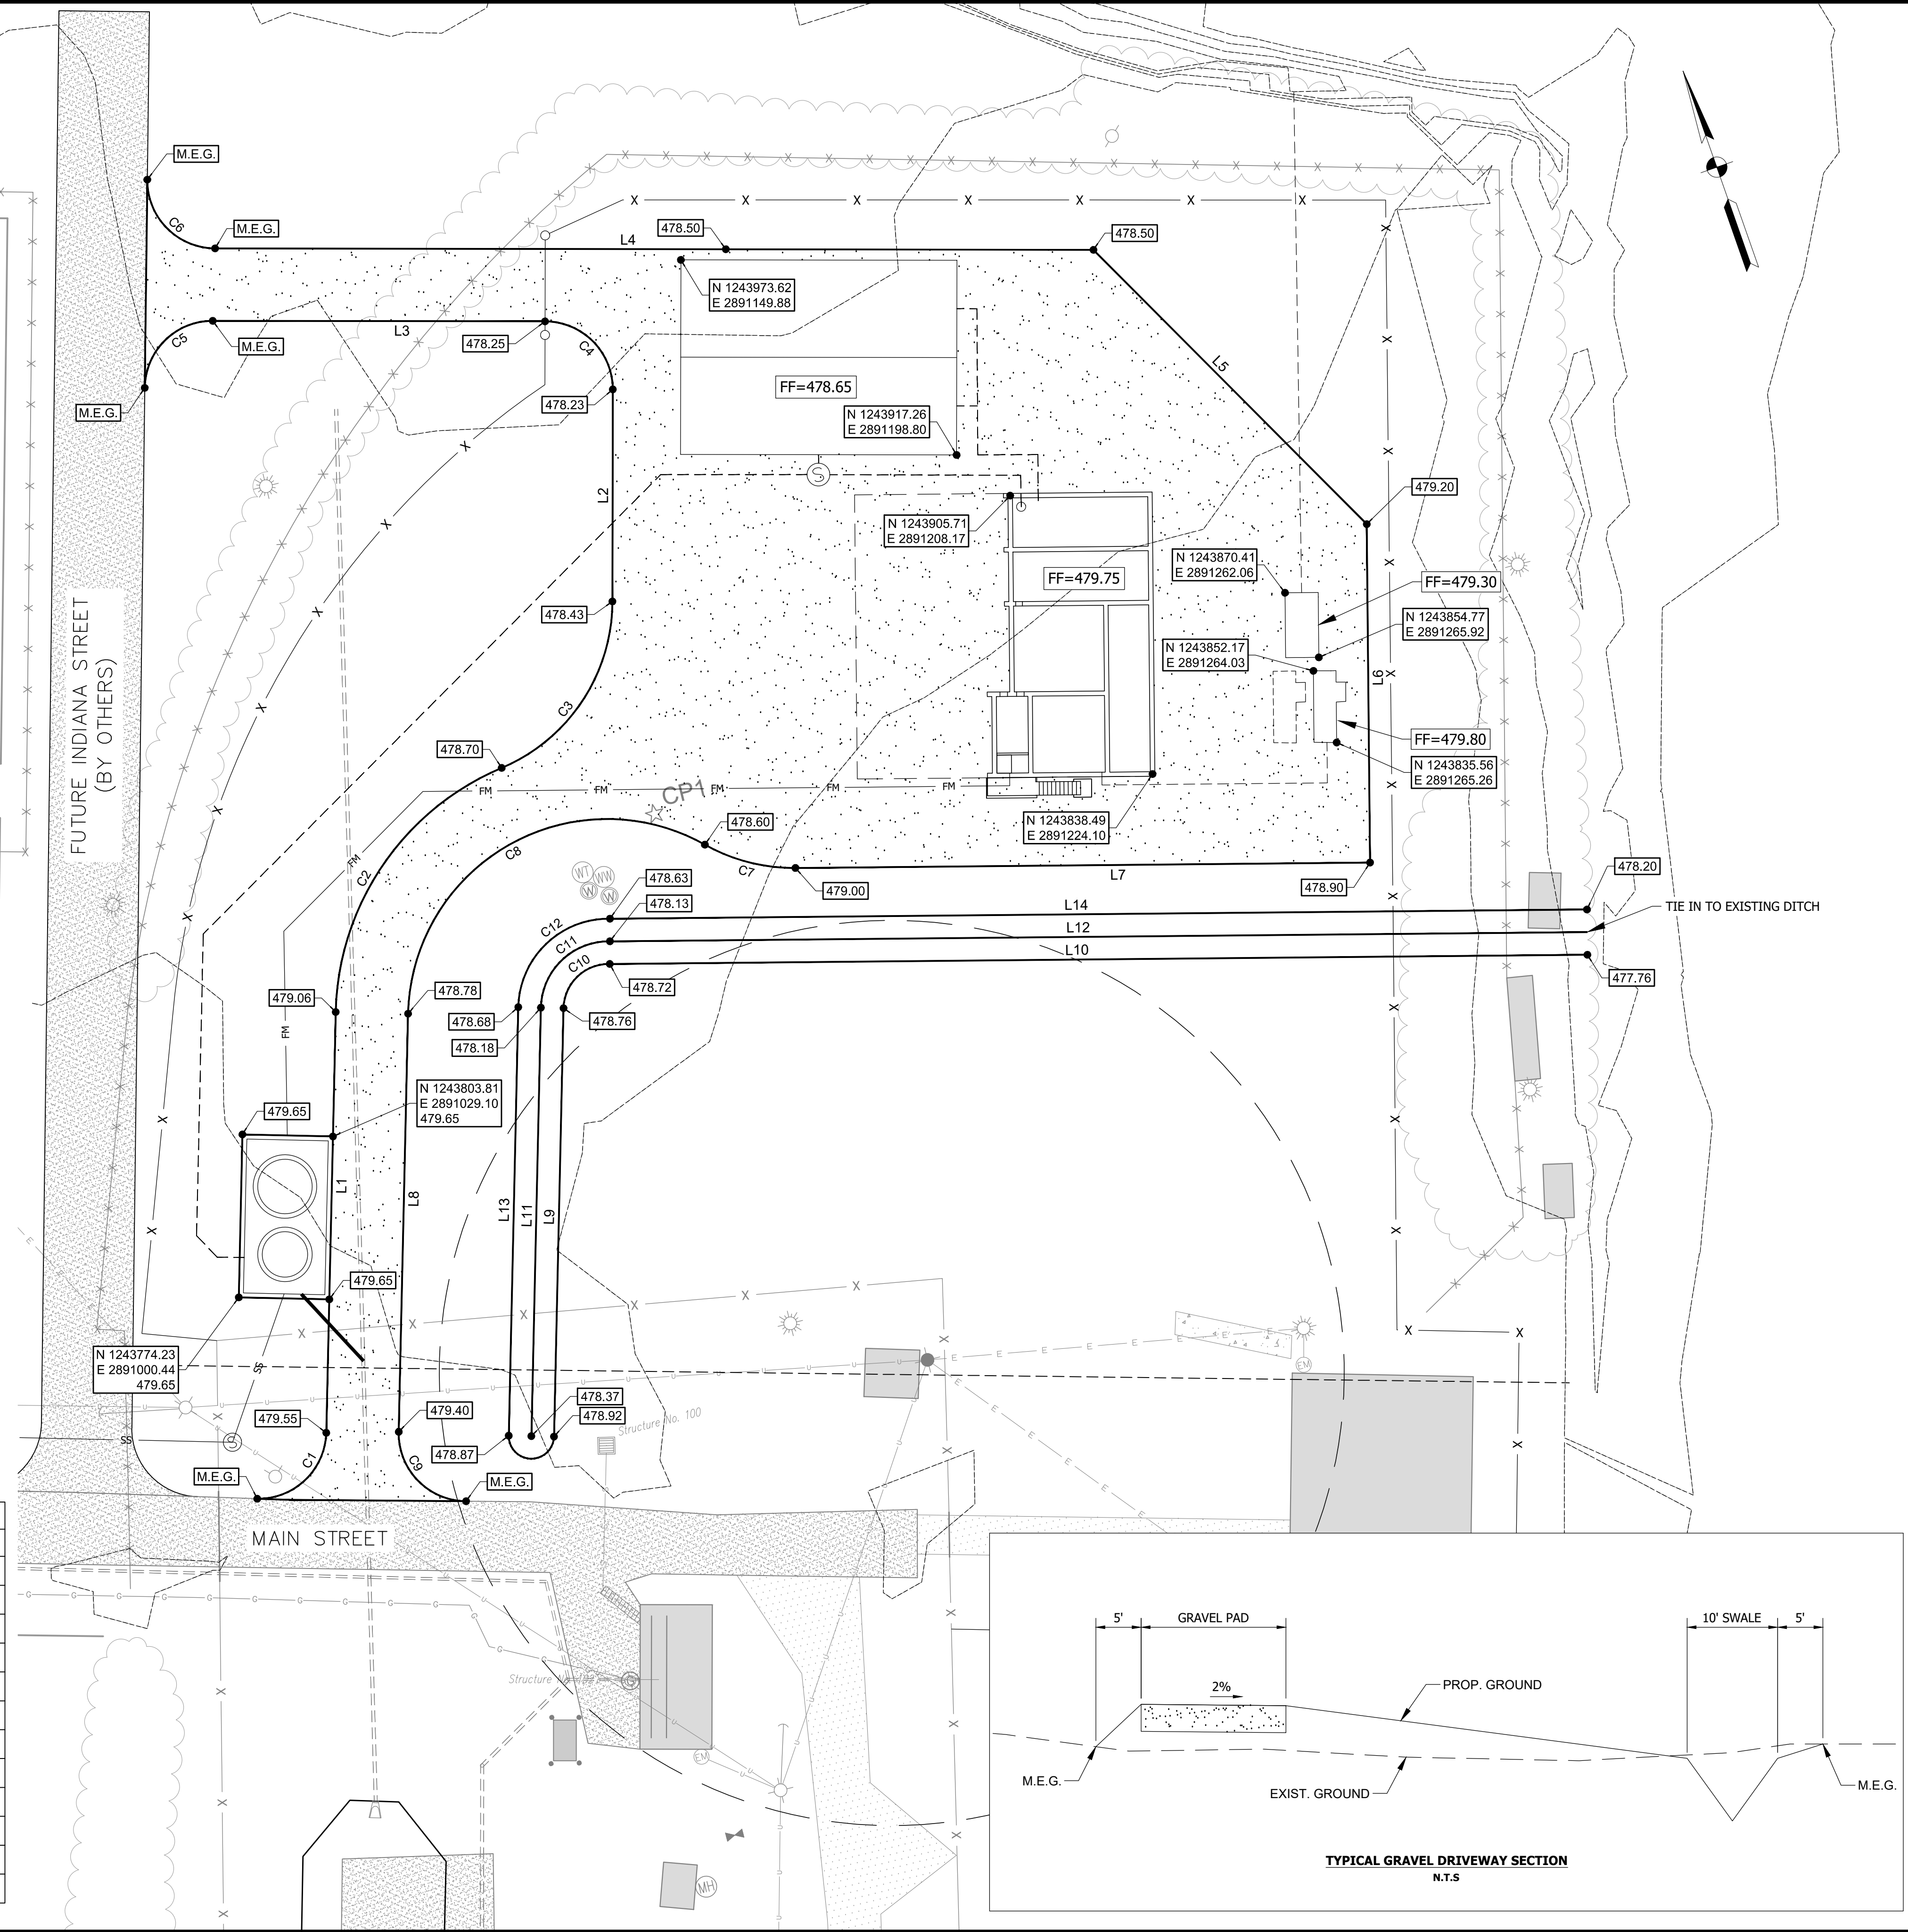 M.E.G.
C6
M.E.G.
L4
478.50
478.50
N 1243973.62
E 2891149.88
C5
M.E.G.
L3
478.25
C4
M.E.G.
478.23
FF=478.65
N 1243917.26
E 2891198.80
L5
S
L2
479.20
N 1243905.71
E 2891208.17
N 1243870.41
E 2891262.06
FF=479.75
FF=479.30
478.43
N 1243854.77
E 2891265.92
N 1243852.17
E 2891264.03
L6
FUTURE INDIANA STREET
(BY OTHERS)
C3
478.70
FF=479.80
N 1243835.56
E 2891265.26
FM
FM
FM
FM
FM
CP1
N 1243838.49
E 2891224.10
478.60
C8
C7
FM
C2
WT
WW
W
W
478.63
479.00
L7
478.90
478.20
478.13
C12
L14
TIE IN TO EXISTING DITCH
C11
L12
C10
L10
477.76
478.72
479.06
478.78
478.68
478.76
FM
478.18
N 1243803.81
E 2891029.10
479.65
479.65
L1
L8
L13
L11
L9
479.65
N 1243774.23
E 2891000.44
479.65
SS
EM
478.37
479.40
478.92
479.55
478.87
Structure No. 100
SS
S
C1
C9
M.E.G.
M.E.G.
MAIN STREET
G
EM
MH
5'
GRAVEL PAD
10' SWALE
5'
2%
PROP. GROUND
M.E.G.
EXIST. GROUND
M.E.G.
TYPICAL GRAVEL DRIVEWAY SECTION
N.T.S